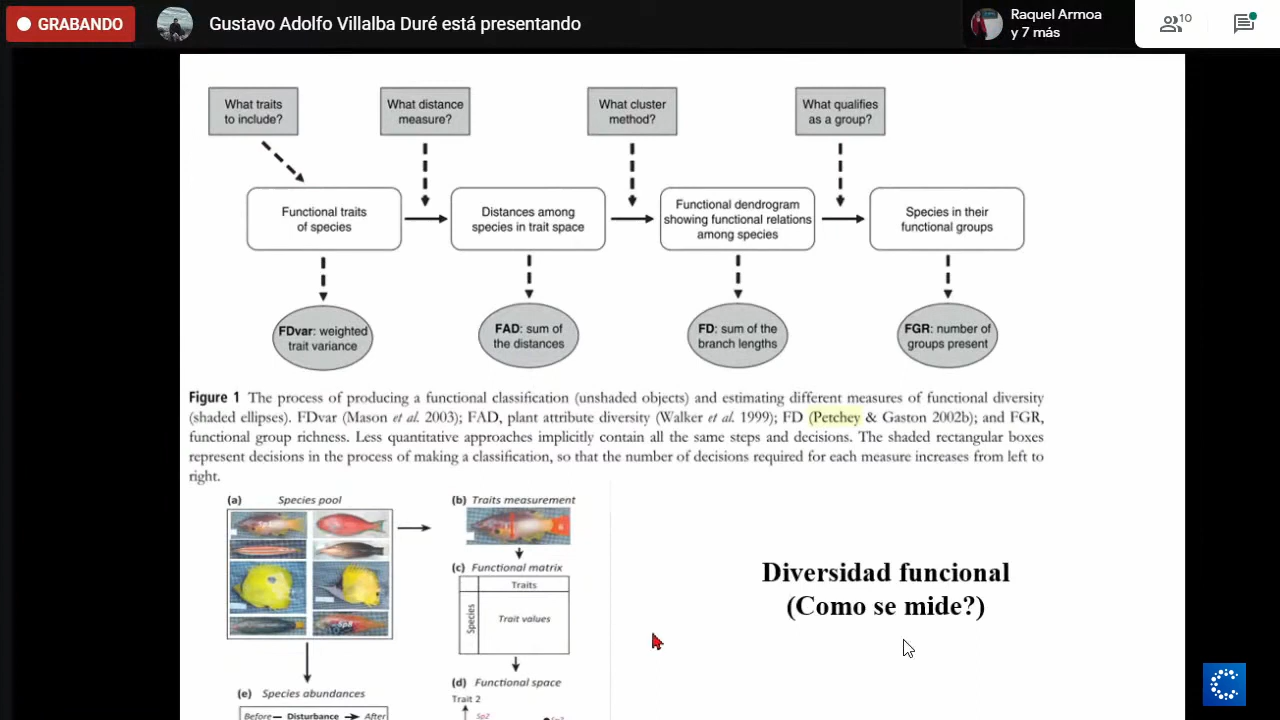 GRABANDO
Gustavo Adolfo Villalba Duré está presentando
Raquel Armoa
y 7 más
10
What traits
to include?
What distance
measure?
What cluster
method?
What qualifies
as a group?
Functional traits
of species
Distances among
species in trait space
Functional dendrogram
showing functional relations
among species
Species in their
functional groups
FDvar: weighted
trait variance
FAD: sum of
the distances
FD: sum of the
branch lengths
FGR: number of
groups present
Figure 1 The process of producing a functional classification (unshaded objects) and estimating different measures of functional diversity
(shaded ellipses). FDvar (Mason et al. 2003); FAD, plant attribute diversity (Walker et al. 1999); FD (Petchey & Gaston 2002b); and FGR,
functional group richness. Less quantitative approaches implicitly contain all the same steps and decisions. The shaded rectangular boxes
represent decisions in the process of making a classification, so that the number of decisions required for each measure increases from left to
right.
(a) Species pool
(b) Traits measurement
(c) Functional matrix
Traits
Species
Trait values
(d) Functional space
Trait 2
Sp2
(e) Species abundances
Before – Disturbance → After
Diversidad funcional
(Como se mide?)